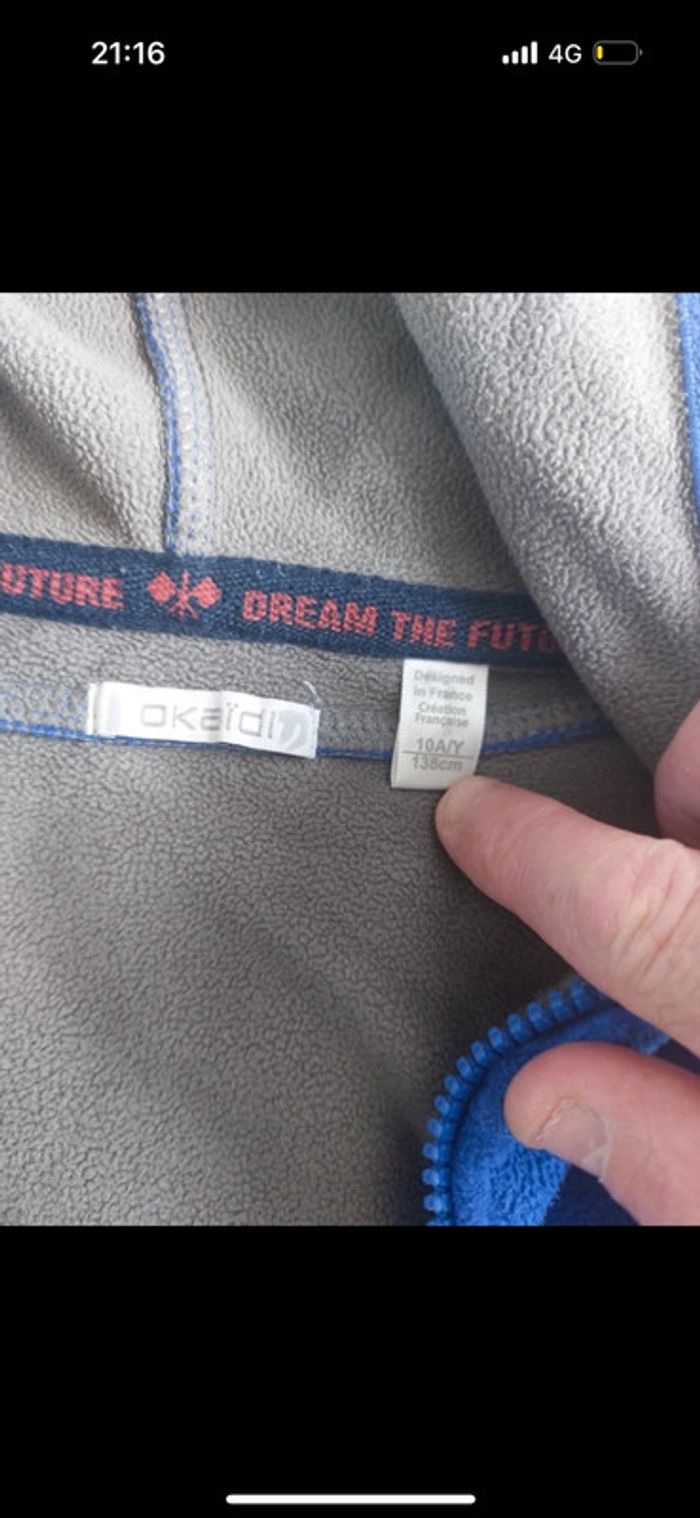 21:16
4G
UTURE DREAM THE FUTU
okaïdi
Designed
in France
Création
Française
10A/Y
138cm